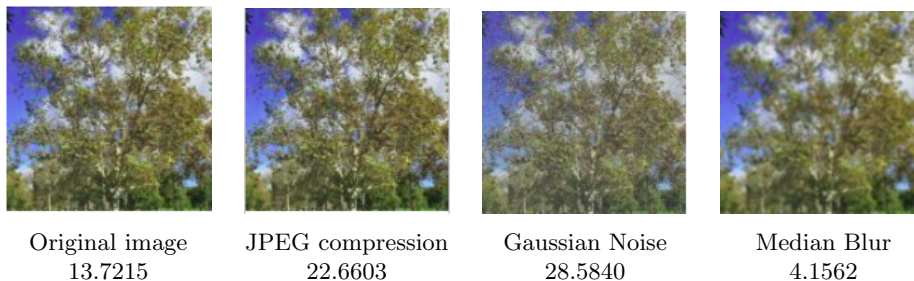 Original image
13.7215
JPEG compression
22.6603
Gaussian Noise
28.5840
Median Blur
4.1562